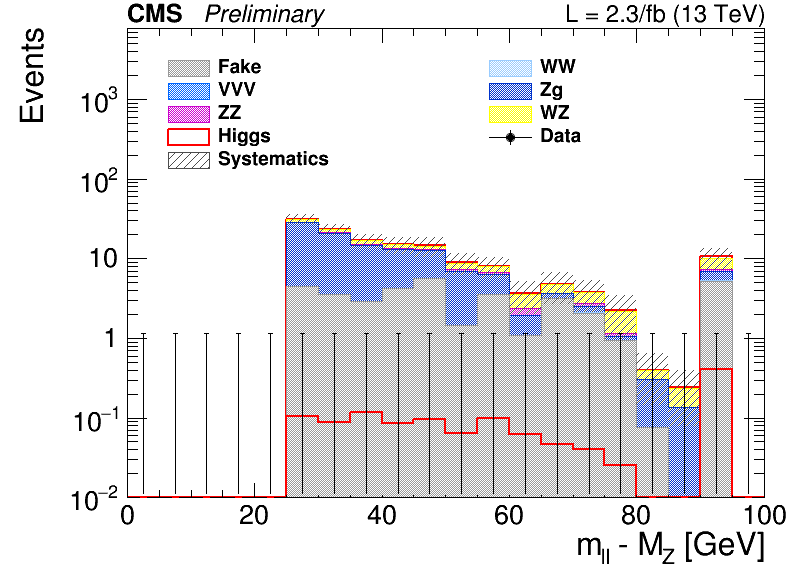 CMS Preliminary L = 2.3/fb (13 TeV)
Events
Fake WW
VVV Zg
ZZ WZ
Higgs Data
Systematics
10³
10²
10
1
10⁻¹
10⁻²
0 20 40 60 80 100
m_ll - M_Z [GeV]